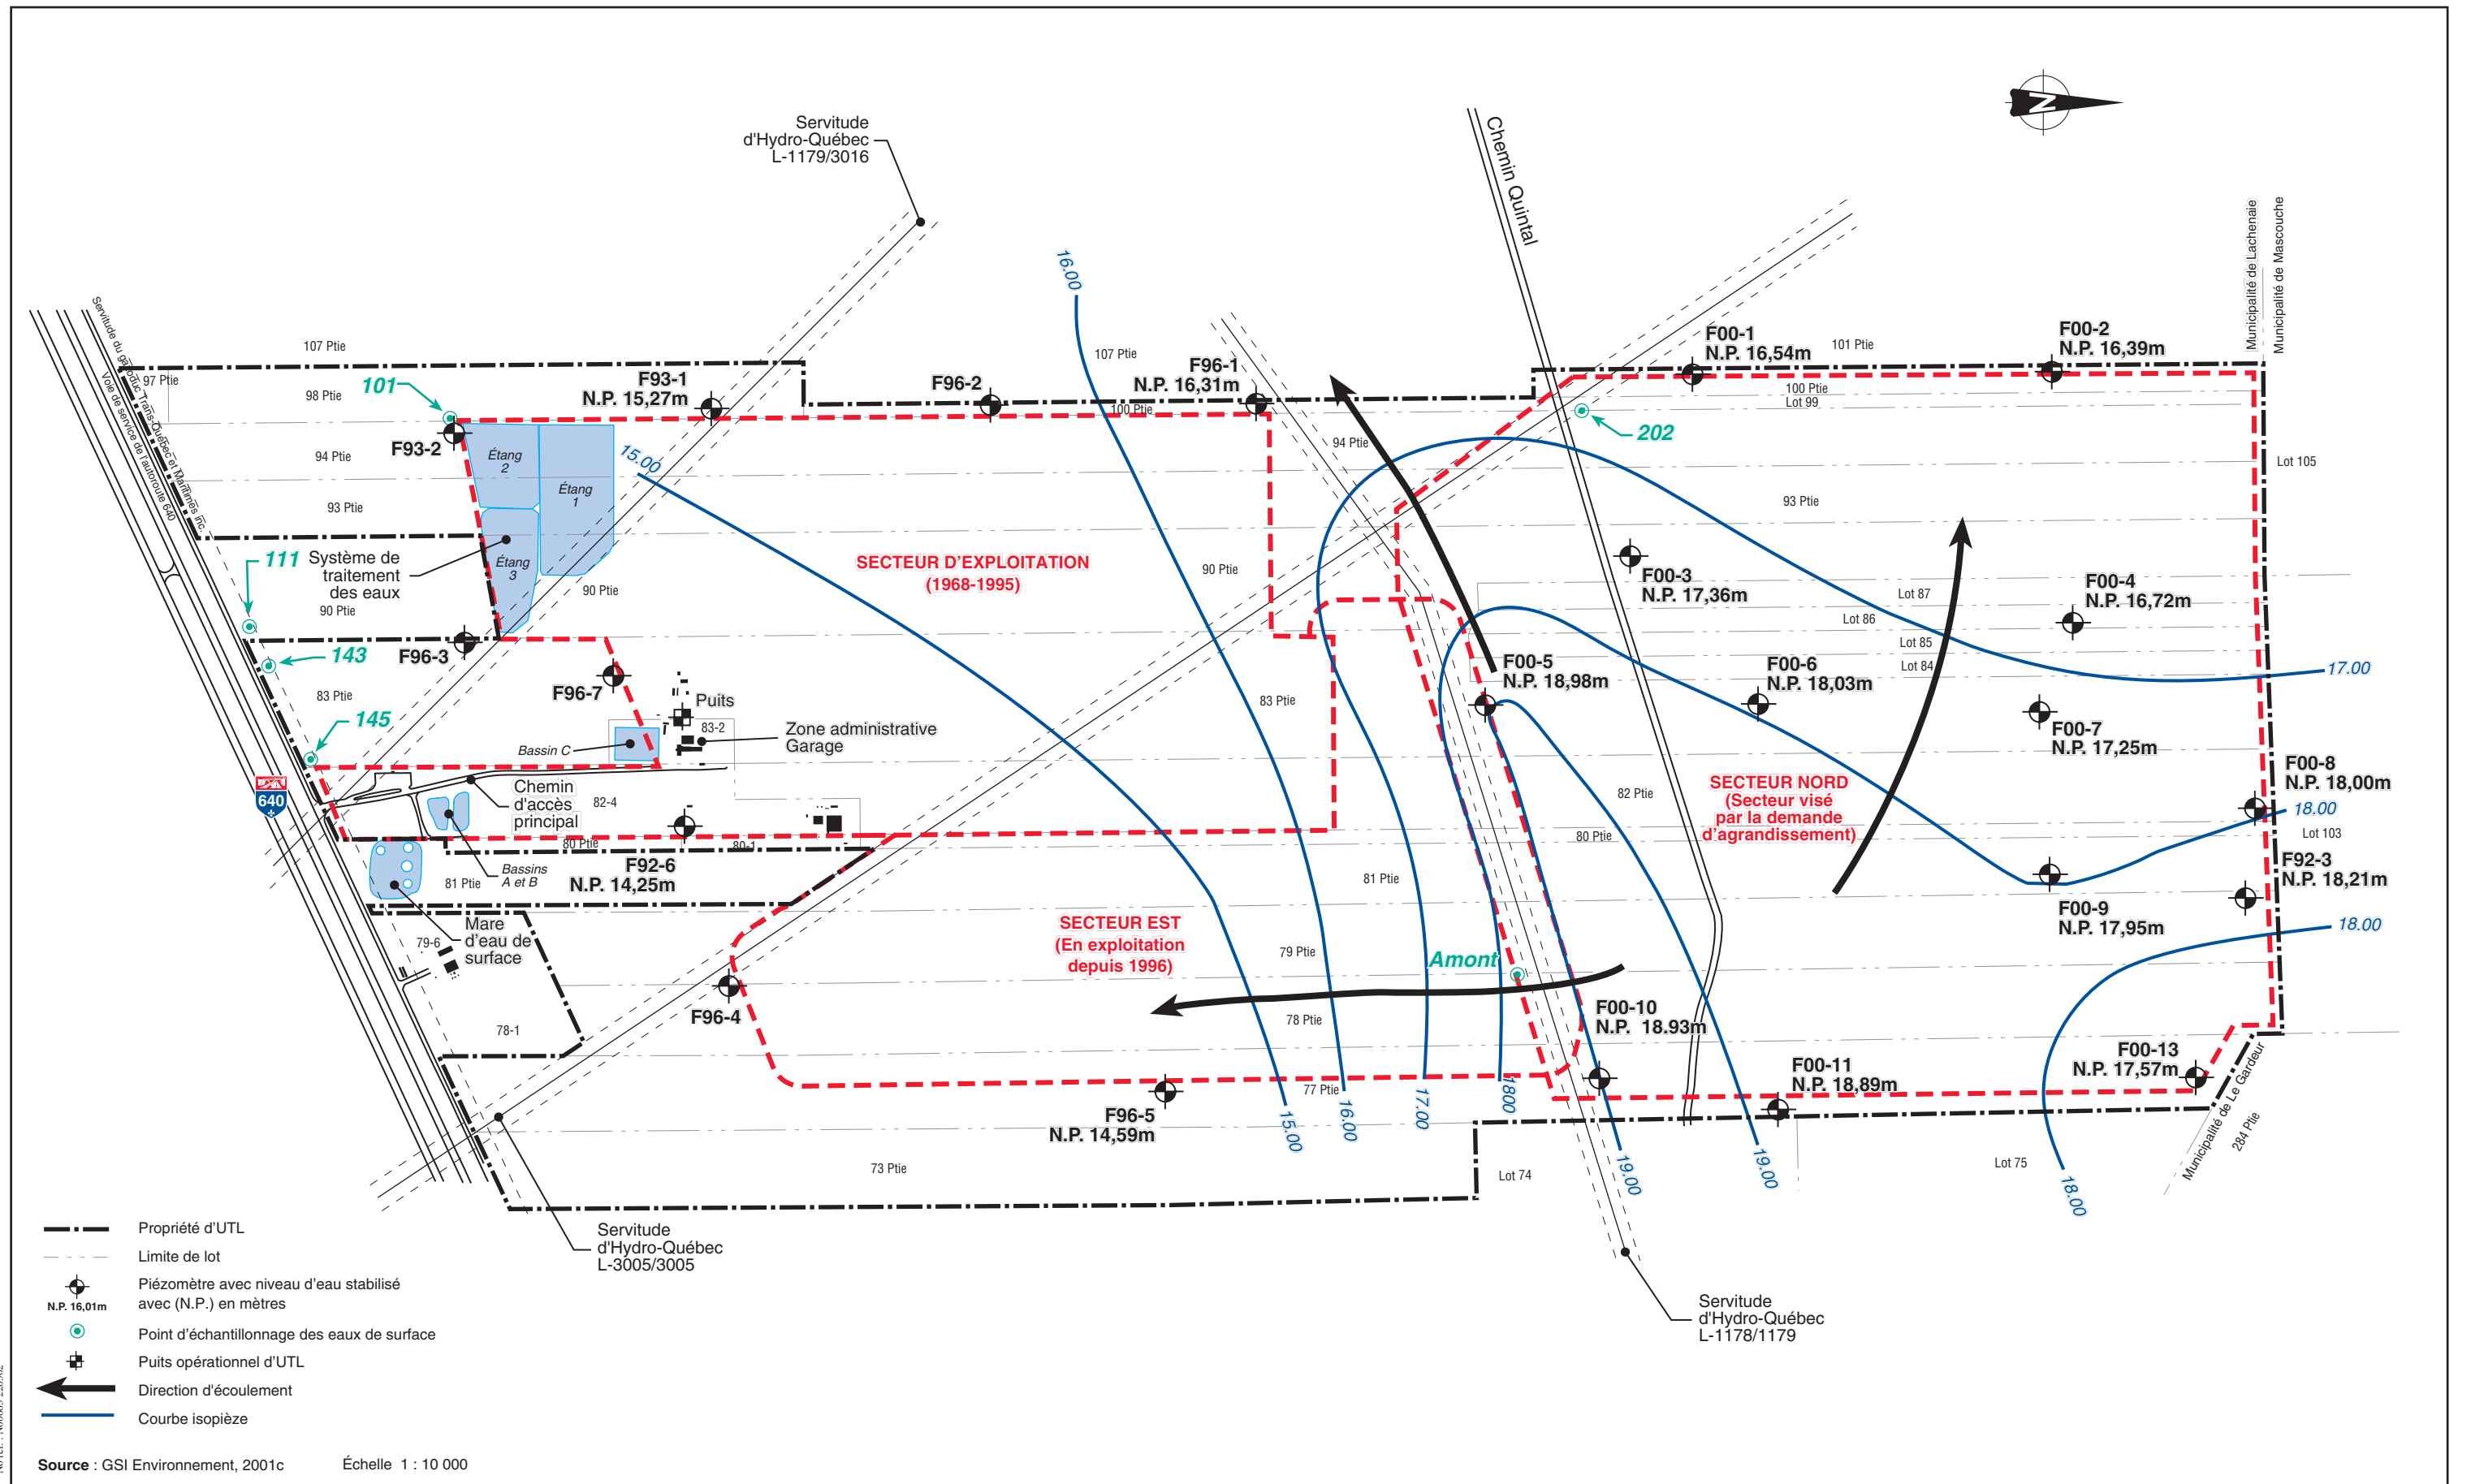 Servitude
d'Hydro-Québec
L-1179/3016
N
Chemin Quintal
Municipalité de Lachenaie
Municipalité de Mascouche
Servitude du gazoduc Trans-Québec et Maritimes inc.
Voie de service de l'autoroute 640
107 Ptie
97 Ptie
98 Ptie
101
F93-1
N.P. 15,27m
F96-2
16.00
107 Ptie
100 Ptie
F96-1
N.P. 16,31m
F00-1
N.P. 16,54m
101 Ptie
F00-2
N.P. 16,39m
100 Ptie
Lot 99
202
F93-2
94 Ptie
Étang
2
Étang
1
15.00
94 Ptie
Lot 105
93 Ptie
93 Ptie
111
Système de
traitement
des eaux
Étang
3
90 Ptie
90 Ptie
SECTEUR D'EXPLOITATION
(1968-1995)
90 Ptie
F00-3
N.P. 17,36m
Lot 87
Lot 86
Lot 85
Lot 84
F00-4
N.P. 16,72m
143
F96-3
83 Ptie
F96-7
145
Puits
83-2
Zone administrative
Garage
Bassin C
83 Ptie
F00-5
N.P. 18,98m
F00-6
N.P. 18,03m
17.00
F00-7
N.P. 17,25m
F00-8
N.P. 18,00m
18.00
Lot 103
640
Chemin
d'accès
principal
82-4
82 Ptie
SECTEUR NORD
(Secteur visé
par la demande
d'agrandissement)
80 Ptie
80-1
80 Ptie
F92-6
N.P. 14,25m
Bassins
A et B
81 Ptie
81 Ptie
F92-3
N.P. 18,21m
F00-9
N.P. 17,95m
18.00
79-6
Mare
d'eau de
surface
SECTEUR EST
(En exploitation
depuis 1996)
79 Ptie
Amont
F96-4
78-1
78 Ptie
F00-10
N.P. 18.93m
F00-11
N.P. 18,89m
F00-13
N.P. 17,57m
77 Ptie
F96-5
N.P. 14,59m
15.00
16.00
17.00
1800
19.00
19.00
18.00
73 Ptie
Lot 74
Lot 75
Municipalité de Le Gardeur
284 Ptie
Servitude
d'Hydro-Québec
L-3005/3005
Servitude
d'Hydro-Québec
L-1178/1179
Propriété d'UTL
Limite de lot
Piézomètre avec niveau d'eau stabilisé
avec (N.P.) en mètres
N.P. 16,01m
Point d'échantillonnage des eaux de surface
Puits opérationnel d'UTL
Direction d'écoulement
Courbe isopièze
Source : GSI Environnement, 2001c
Échelle 1 : 10 000